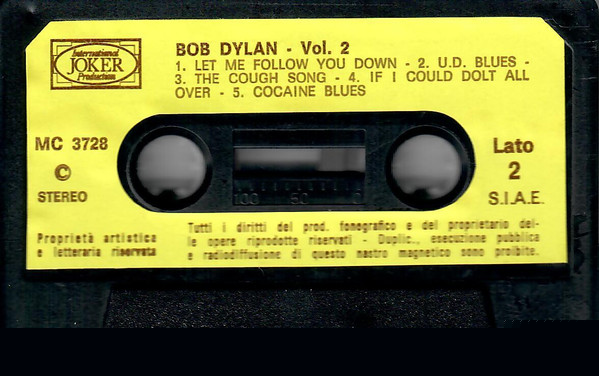 International
JOKER
Production
BOB DYLAN - Vol. 2
1. LET ME FOLLOW YOU DOWN - 2. U.D. BLUES -
3. THE COUGH SONG - 4. IF I COULD DOLT ALL
OVER - 5. COCAINE BLUES
MC 3728
©
STEREO
Lato
2
S.I.A.E.
100 50 0
Proprietà artistica
e letteraria riservata
Tutti i diritti del prod. fonografico e del proprietario del-
le opere riprodotte riservati - Duplic., esecuzione pubblica
e radiodiffusione di questo nastro magnetico sono proibite.